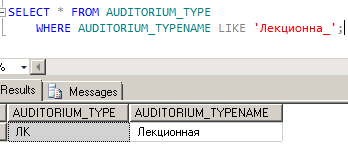 SELECT * FROM AUDITORIUM_TYPE
WHERE AUDITORIUM_TYPENAME LIKE 'Лекционна_';
%
Results Messages
AUDITORIUM_TYPE AUDITORIUM_TYPENAME
ЛК Лекционная